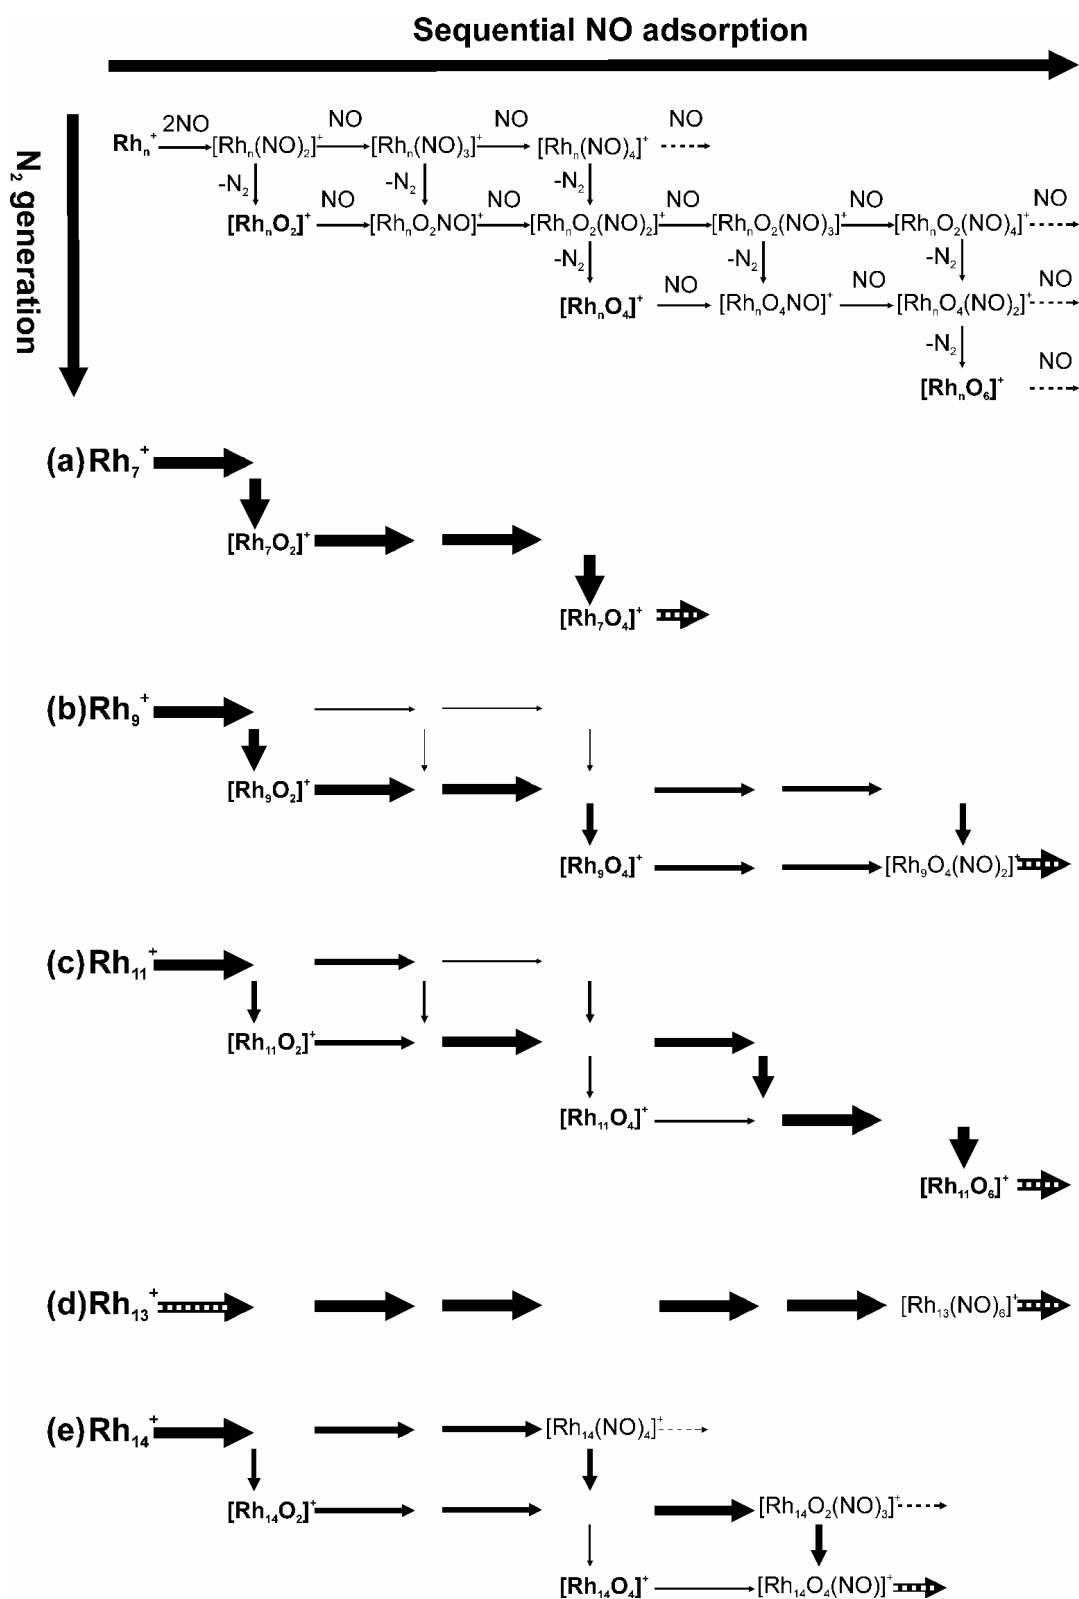 Sequential NO adsorption
N₂ generation
2NO NO NO NO
Rhₙ⁺ [Rhₙ(NO)₂]⁺ [Rhₙ(NO)₃]⁺ [Rhₙ(NO)₄]⁺
-N₂ -N₂ -N₂
NO NO NO NO NO
[RhₙO₂]⁺ [RhₙO₂NO]⁺ [RhₙO₂(NO)₂]⁺ [RhₙO₂(NO)₃]⁺ [RhₙO₂(NO)₄]⁺
-N₂ -N₂ -N₂
NO NO NO
[RhₙO₄]⁺ [RhₙO₄NO]⁺ [RhₙO₄(NO)₂]⁺
-N₂ NO
[RhₙO₆]⁺
(a) Rh₇⁺
[Rh₇O₂]⁺
[Rh₇O₄]⁺
(b) Rh₉⁺
[Rh₉O₂]⁺
[Rh₉O₄]⁺ [Rh₉O₄(NO)₂]⁺
(c) Rh₁₁⁺
[Rh₁₁O₂]⁺
[Rh₁₁O₄]⁺
[Rh₁₁O₆]⁺
(d) Rh₁₃⁺ [Rh₁₃(NO)₆]⁺
(e) Rh₁₄⁺ [Rh₁₄(NO)₄]⁺
[Rh₁₄O₂]⁺ [Rh₁₄O₂(NO)₃]⁺
[Rh₁₄O₄]⁺ [Rh₁₄O₄(NO)]⁺